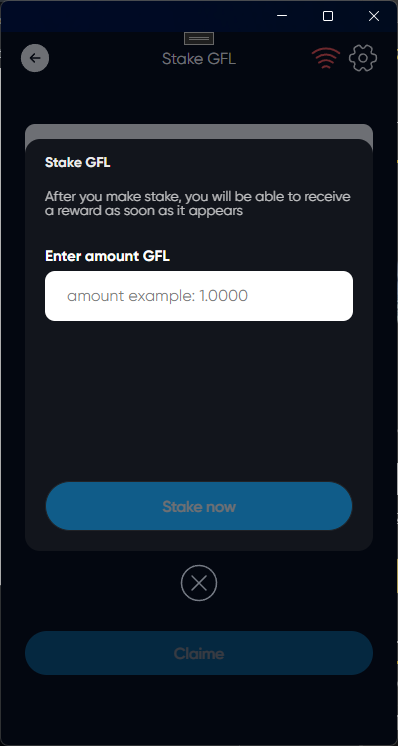 Stake GFL
Stake GFL
After you make stake, you will be able to receive
a reward as soon as it appears
Enter amount GFL
amount example: 1.0000
Stake now
Claime